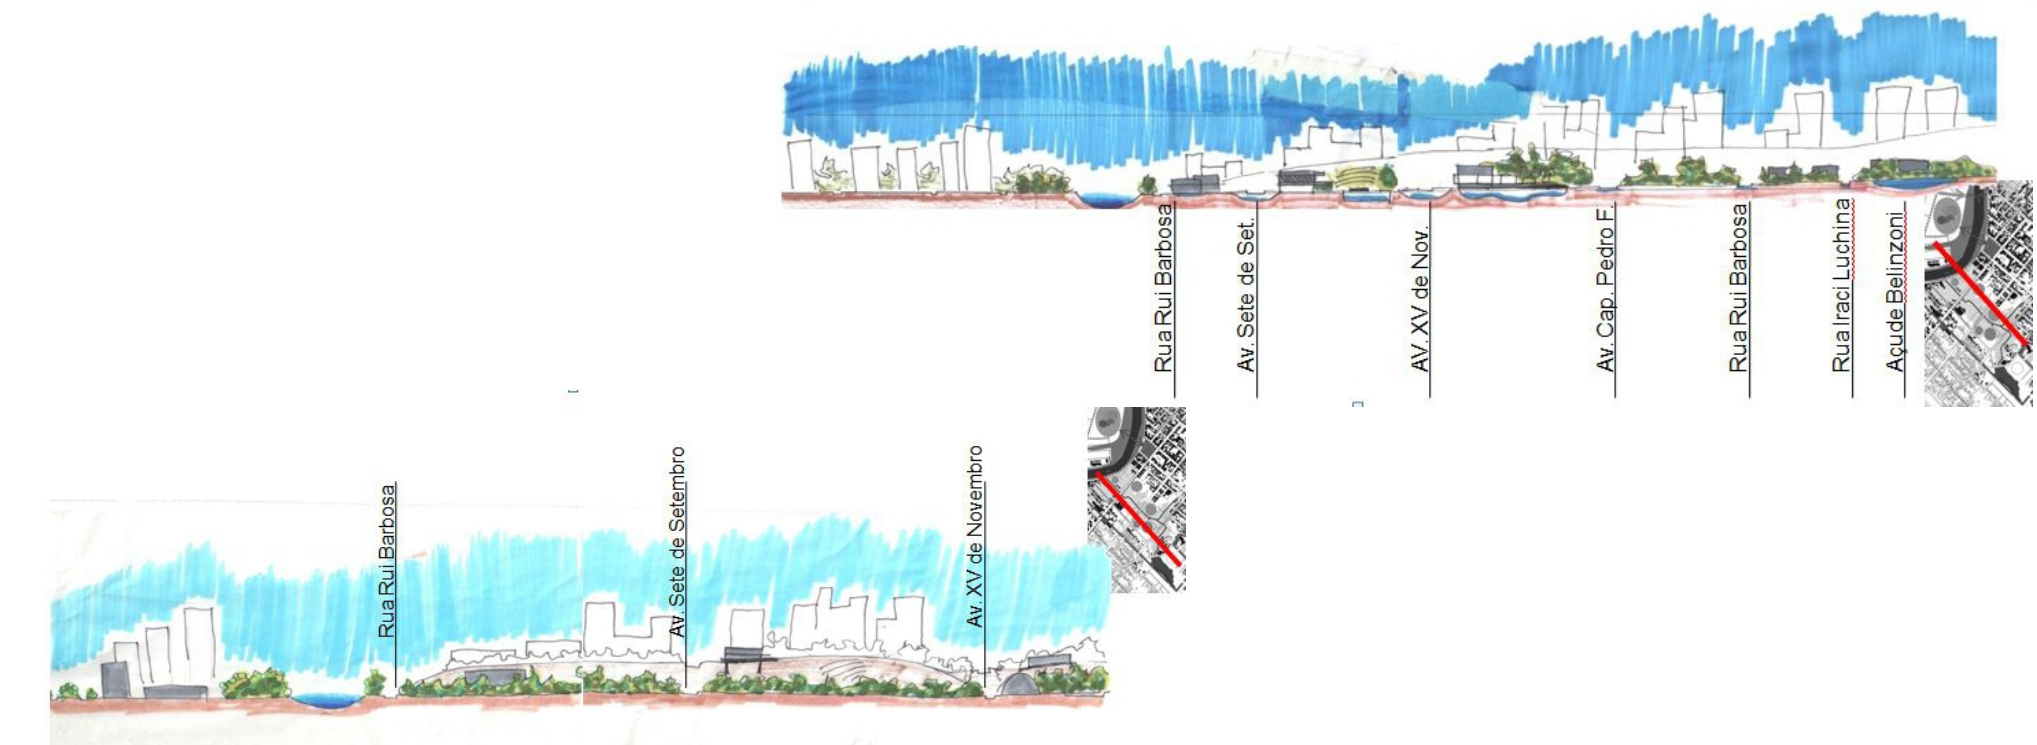 Rua Rui Barbosa
Av. Sete de Set.
AV. XV de Nov.
Av. Cap. Pedro F.
Rua Rui Barbosa
Rua Iraci Luchina
Açude Belinzoni
Rua Rui Barbosa
Av. Sete de Setembro
Av. XV de Novembro